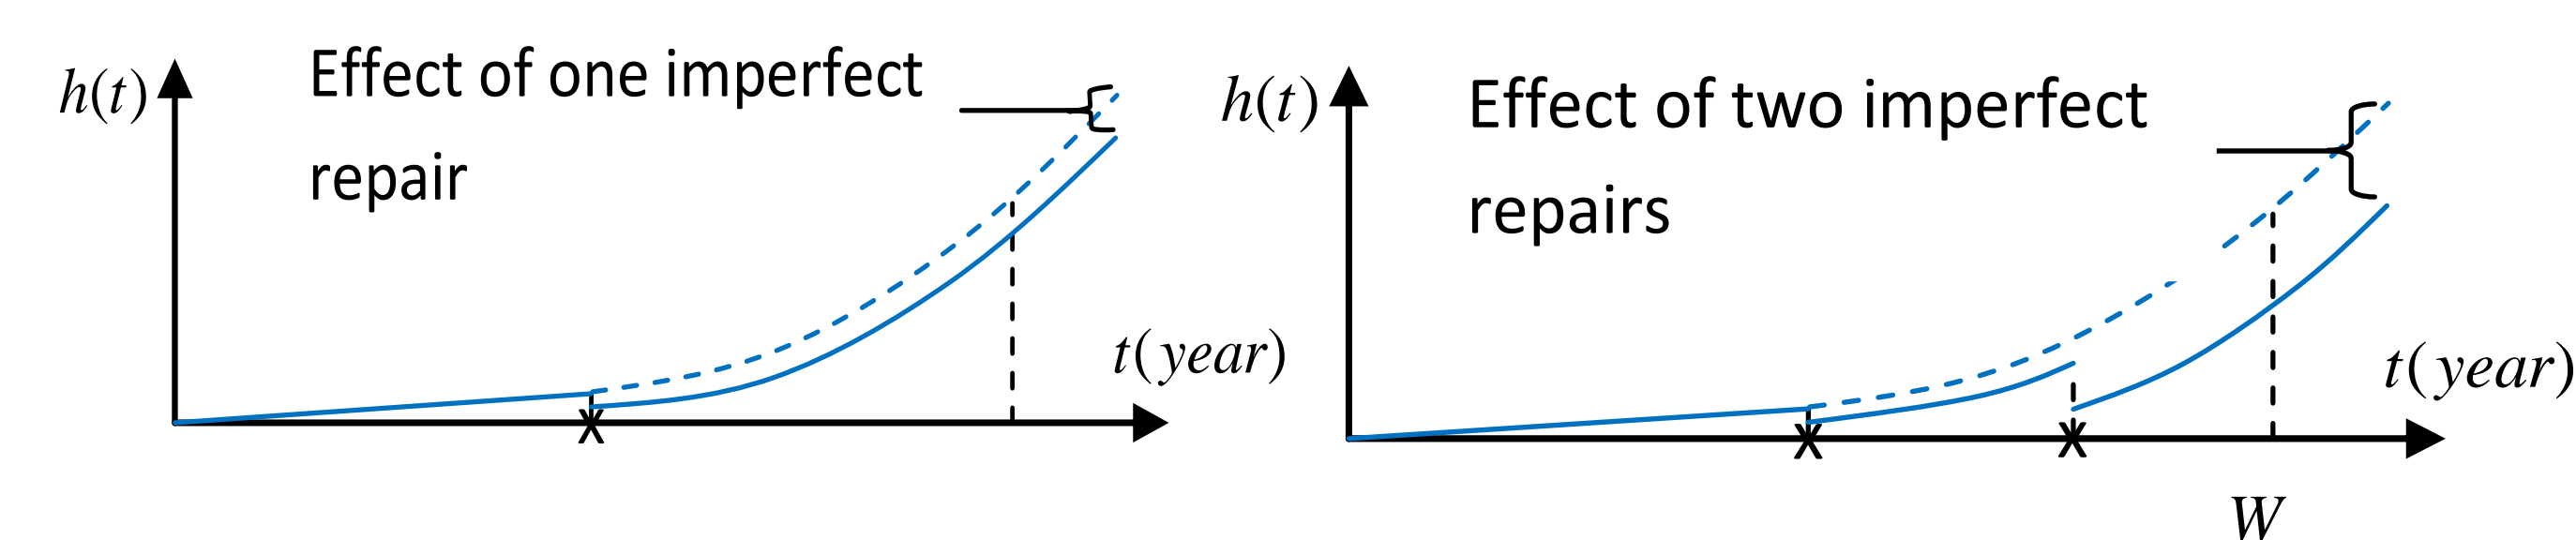 h(t)
Effect of one imperfect
repair
t(year)
X
h(t)
Effect of two imperfect
repairs
t(year)
X
X
W